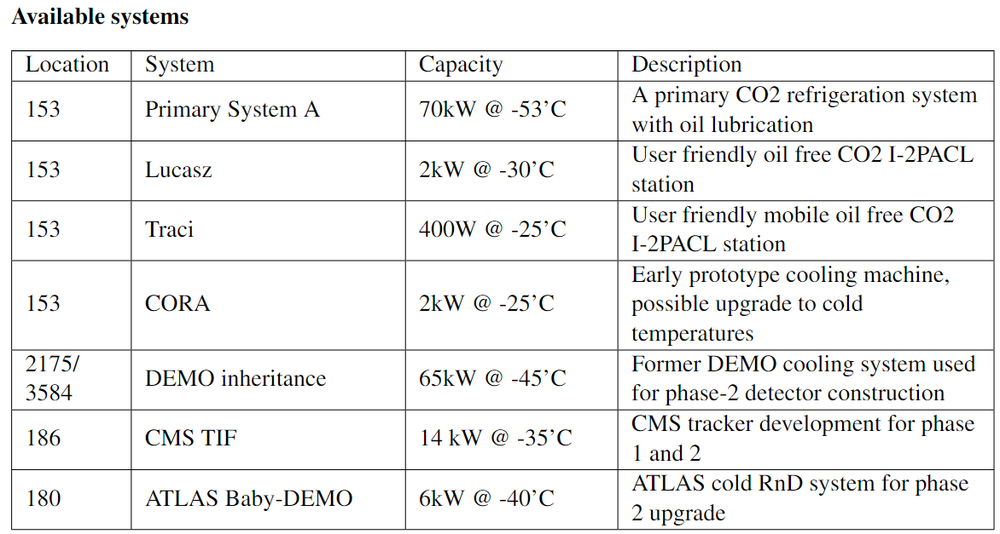 Available systems
Location System Capacity Description
153 Primary System A 70kW @ -53’C A primary CO2 refrigeration system
with oil lubrication
153 Lucasz 2kW @ -30’C User friendly oil free CO2 I-2PACL
station
153 Traci 400W @ -25’C User friendly mobile oil free CO2
I-2PACL station
153 CORA 2kW @ -25’C Early prototype cooling machine,
possible upgrade to cold
temperatures
2175/
3584 DEMO inheritance 65kW @ -45’C Former DEMO cooling system used
for phase-2 detector construction
186 CMS TIF 14 kW @ -35’C CMS tracker development for phase
1 and 2
180 ATLAS Baby-DEMO 6kW @ -40’C ATLAS cold RnD system for phase
2 upgrade